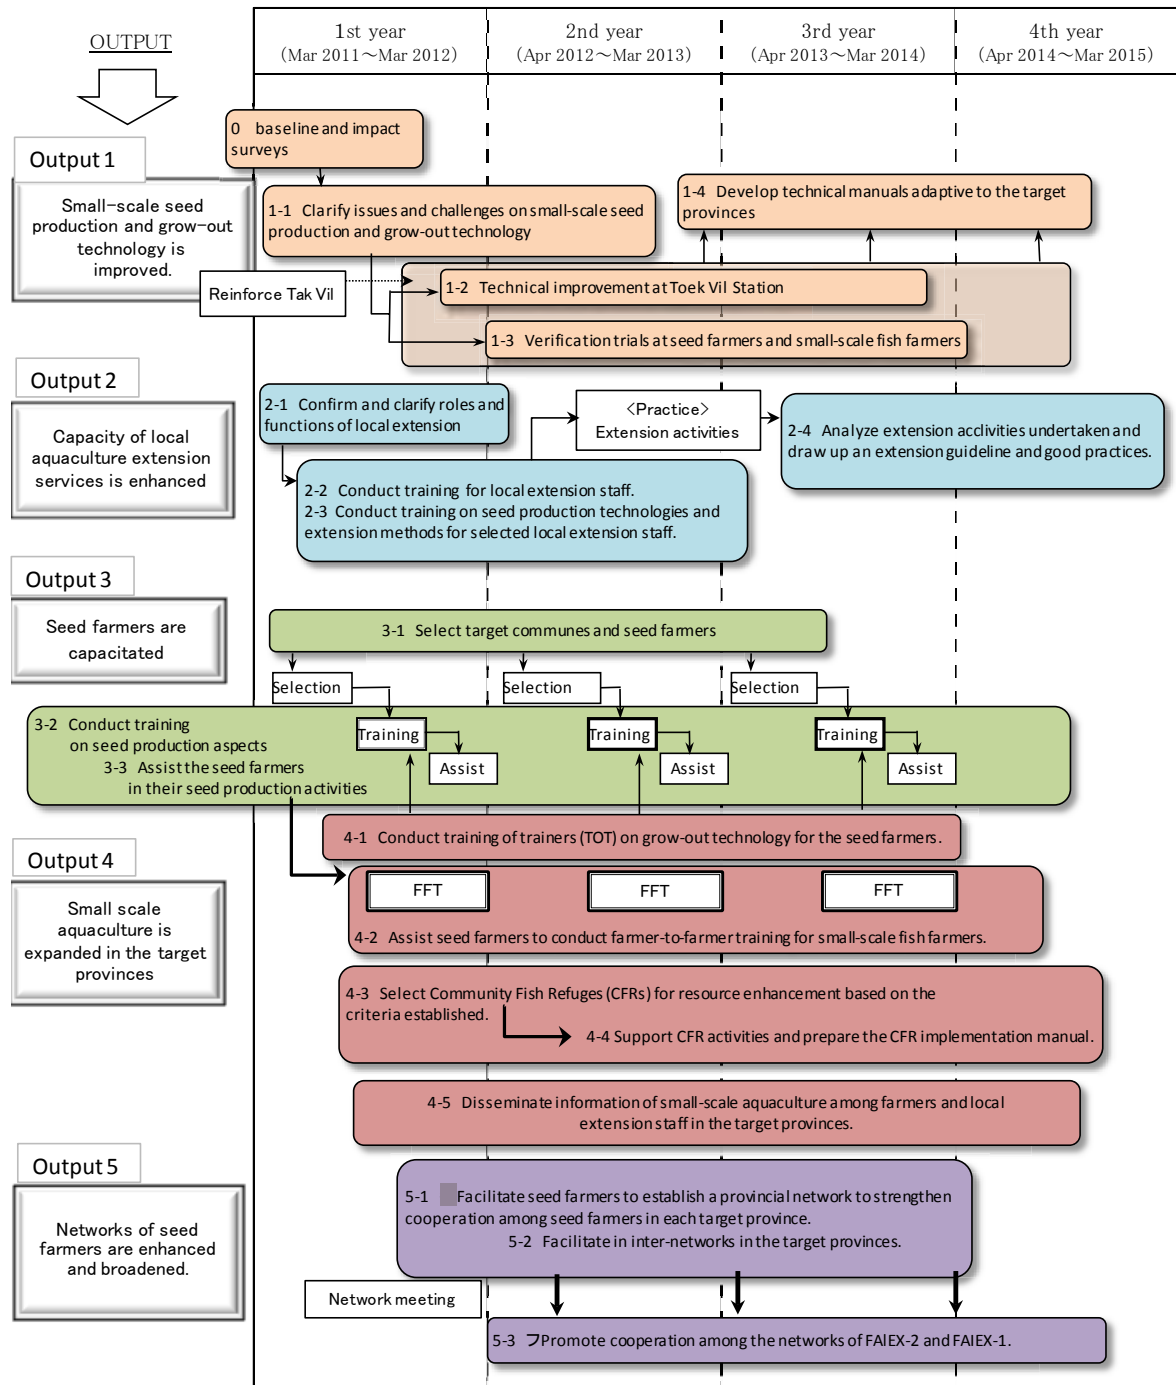 OUTPUT
1st year
(Mar 2011～Mar 2012)
2nd year
(Apr 2012～Mar 2013)
3rd year
(Apr 2013～Mar 2014)
4th year
(Apr 2014～Mar 2015)
Output 1
Small-scale seed
production and grow-out
technology is
improved.
0 baseline and impact
surveys
1-1 Clarify issues and challenges on small-scale seed
production and grow-out technology
1-4 Develop technical manuals adaptive to the target
provinces
Reinforce Tak Vil
1-2 Technical improvement at Toek Vil Station
1-3 Verification trials at seed farmers and small-scale fish farmers
Output 2
Capacity of local
aquaculture extension
services is enhanced
2-1 Confirm and clarify roles and
functions of local extension
<Practice>
Extension activities
2-4 Analyze extension acclivities undertaken and
draw up an extension guideline and good practices.
2-2 Conduct training for local extension staff.
2-3 Conduct training on seed production technologies and
extension methods for selected local extension staff.
Output 3
Seed farmers are
capacitated
3-1 Select target communes and seed farmers
Selection
Selection
Selection
3-2 Conduct training
on seed production aspects
3-3 Assist the seed farmers
in their seed production activities
Training
Training
Training
Assist
Assist
Assist
4-1 Conduct training of trainers (TOT) on grow-out technology for the seed farmers.
Output 4
Small scale
aquaculture is
expanded in the target
provinces
FFT
FFT
FFT
4-2 Assist seed farmers to conduct farmer-to-farmer training for small-scale fish farmers.
4-3 Select Community Fish Refuges (CFRs) for resource enhancement based on the
criteria established.
4-4 Support CFR activities and prepare the CFR implementation manual.
4-5 Disseminate information of small-scale aquaculture among farmers and local
extension staff in the target provinces.
Output 5
Networks of seed
farmers are enhanced
and broadened.
5-1 Facilitate seed farmers to establish a provincial network to strengthen
cooperation among seed farmers in each target province.
5-2 Facilitate in inter-networks in the target provinces.
Network meeting
5-3 フPromote cooperation among the networks of FAIEX-2 and FAIEX-1.